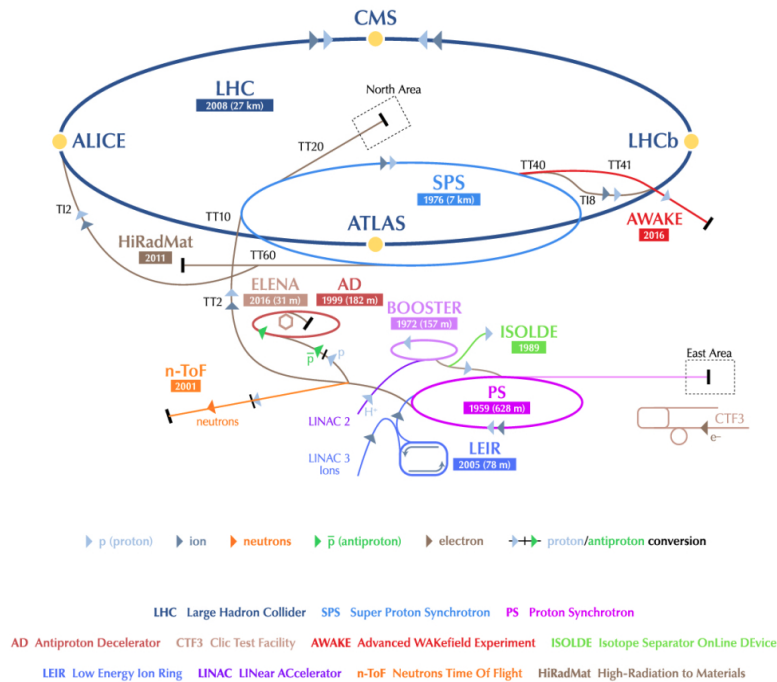 CMS
LHC
2008 (27 km)
North Area
ALICE
LHCb
TT20
TT40
TT41
SPS
1976 (7 km)
TI8
TI2
TT10
ATLAS
AWAKE
2016
HiRadMat
2011
TT60
ELENA
2016 (31 m)
AD
1999 (182 m)
TT2
BOOSTER
1972 (157 m)
ISOLDE
1989
p̅
p
East Area
n-ToF
2001
PS
1959 (628 m)
neutrons
LINAC 2
H⁺
CTF3
e–
LINAC 3
Ions
LEIR
2005 (78 m)
p (proton)
ion
neutrons
p̅ (antiproton)
electron
proton/antiproton conversion
LHC Large Hadron Collider SPS Super Proton Synchrotron PS Proton Synchrotron
AD Antiproton Decelerator CTF3 Clic Test Facility AWAKE Advanced WAKefield Experiment ISOLDE Isotope Separator OnLine DEvice
LEIR Low Energy Ion Ring LINAC LINear ACcelerator n-ToF Neutrons Time Of Flight HiRadMat High-Radiation to Materials